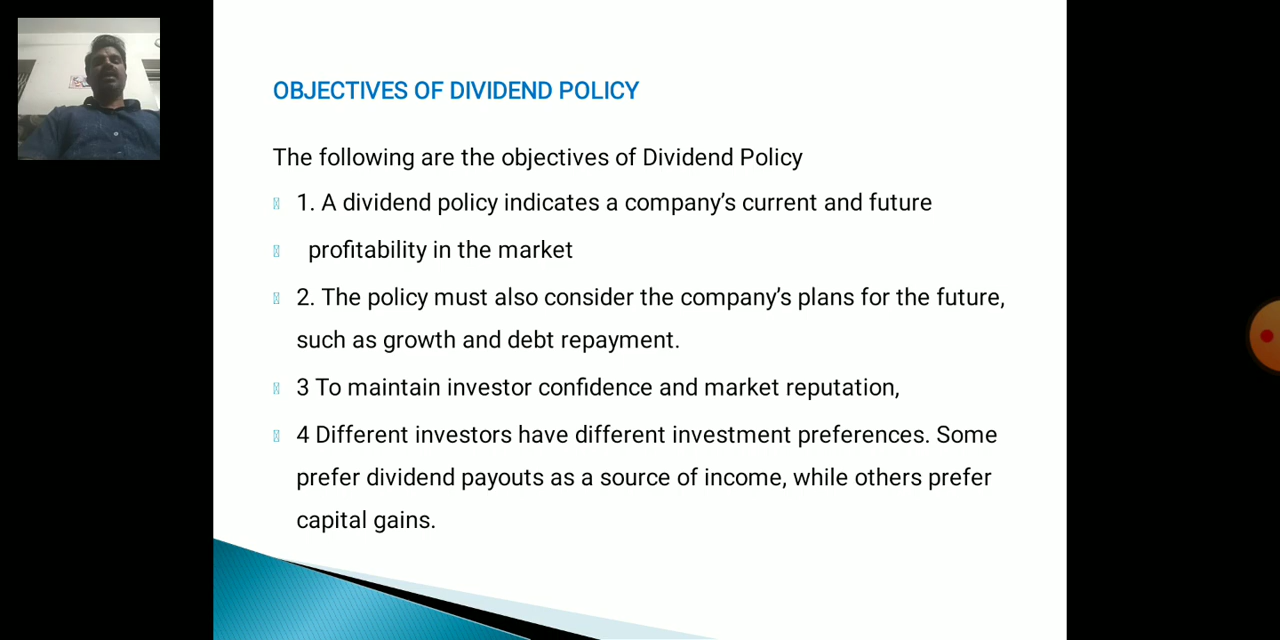 OBJECTIVES OF DIVIDEND POLICY
The following are the objectives of Dividend Policy
1. A dividend policy indicates a company’s current and future
profitability in the market
2. The policy must also consider the company’s plans for the future,
such as growth and debt repayment.
3 To maintain investor confidence and market reputation,
4 Different investors have different investment preferences. Some
prefer dividend payouts as a source of income, while others prefer
capital gains.